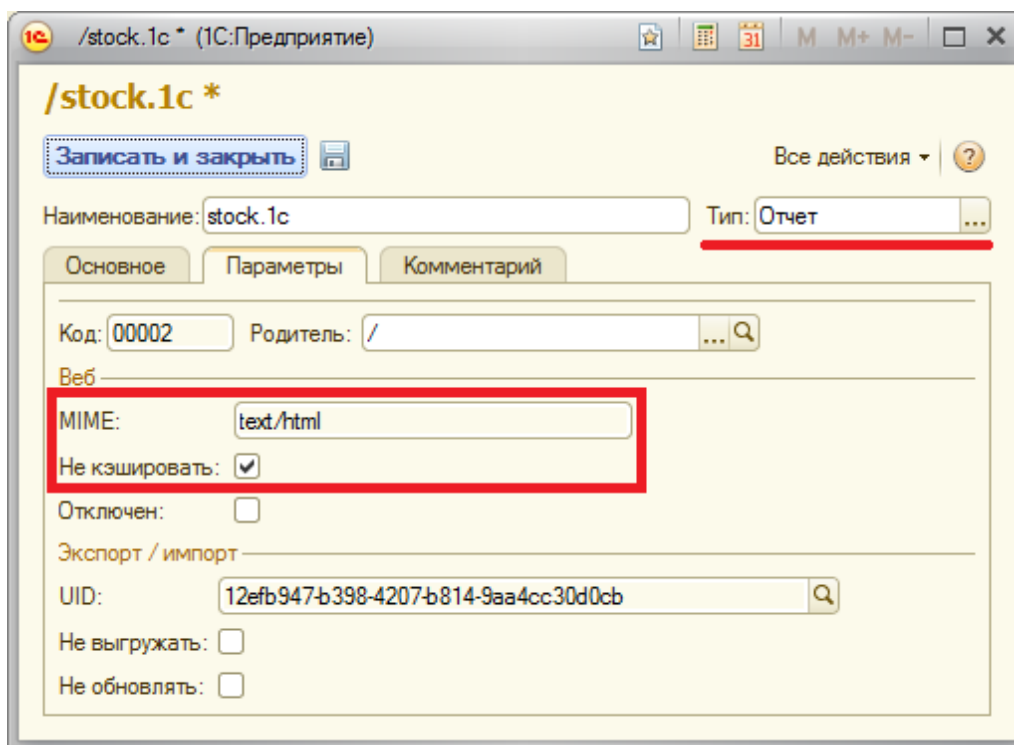 1С /stock.1c * (1С:Предприятие) 31 M M+ M-
/stock.1c *
Записать и закрыть Все действия ?
Наименование: stock.1c Тип: Отчет ...
Основное Параметры Комментарий
Код: 00002 Родитель: / ...
Веб
MIME: text/html
Не кэшировать:
Отключен:
Экспорт / импорт
UID: 12efb947-b398-4207-b814-9aa4cc30d0cb
Не выгружать:
Не обновлять: